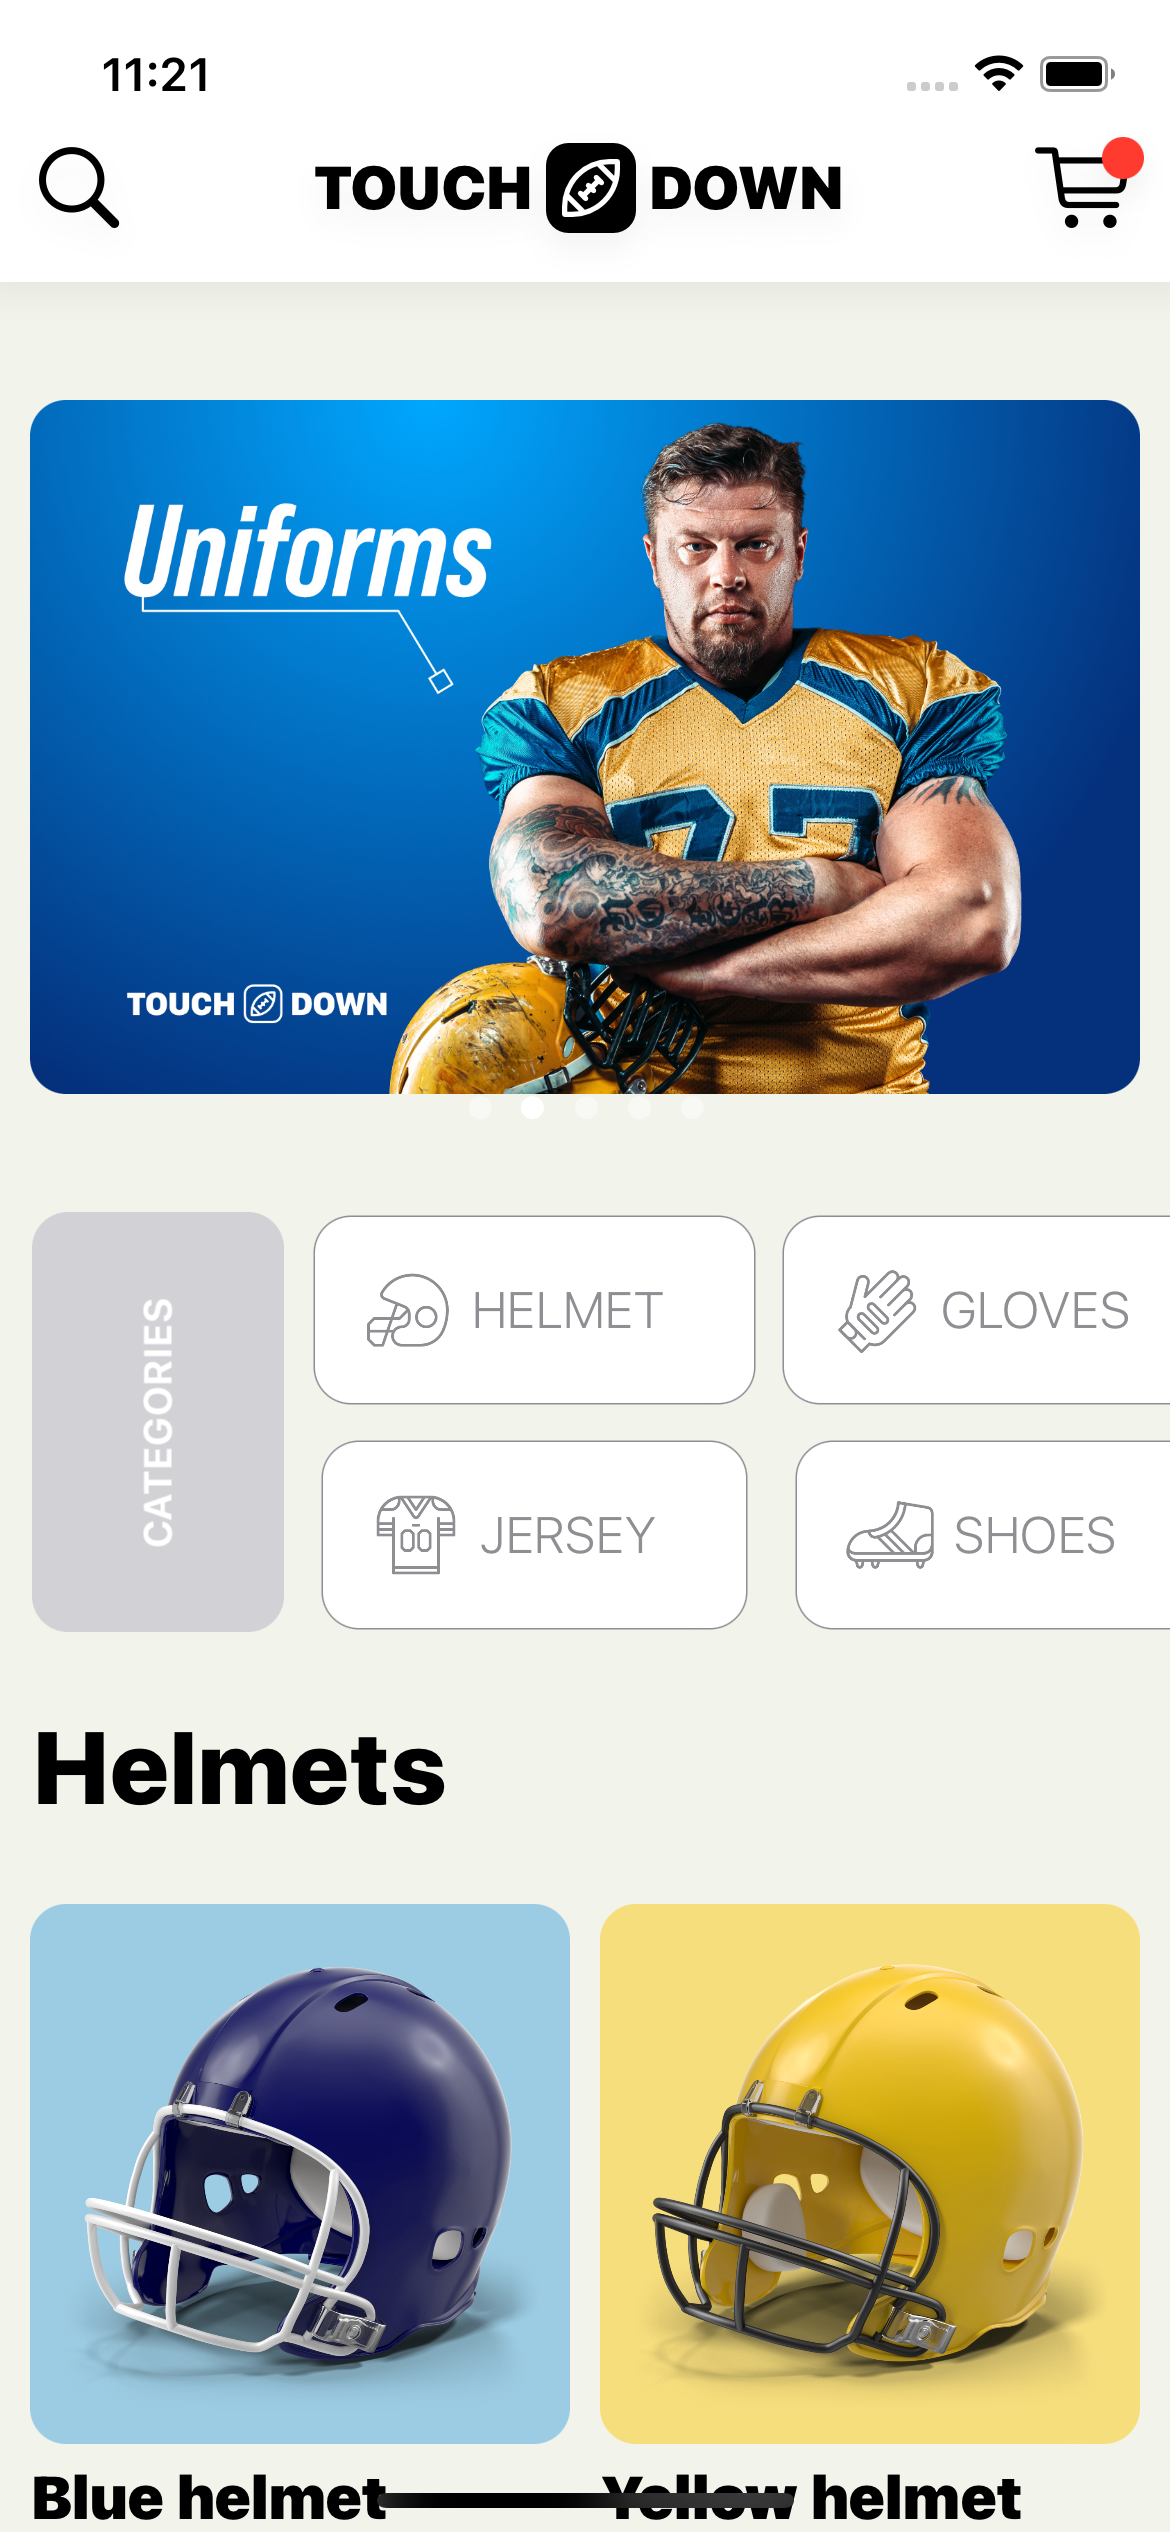 11:21
TOUCH DOWN
Uniforms
TOUCH DOWN
CATEGORIES
HELMET
GLOVES
JERSEY
SHOES
Helmets
Blue helmet
Yellow helmet